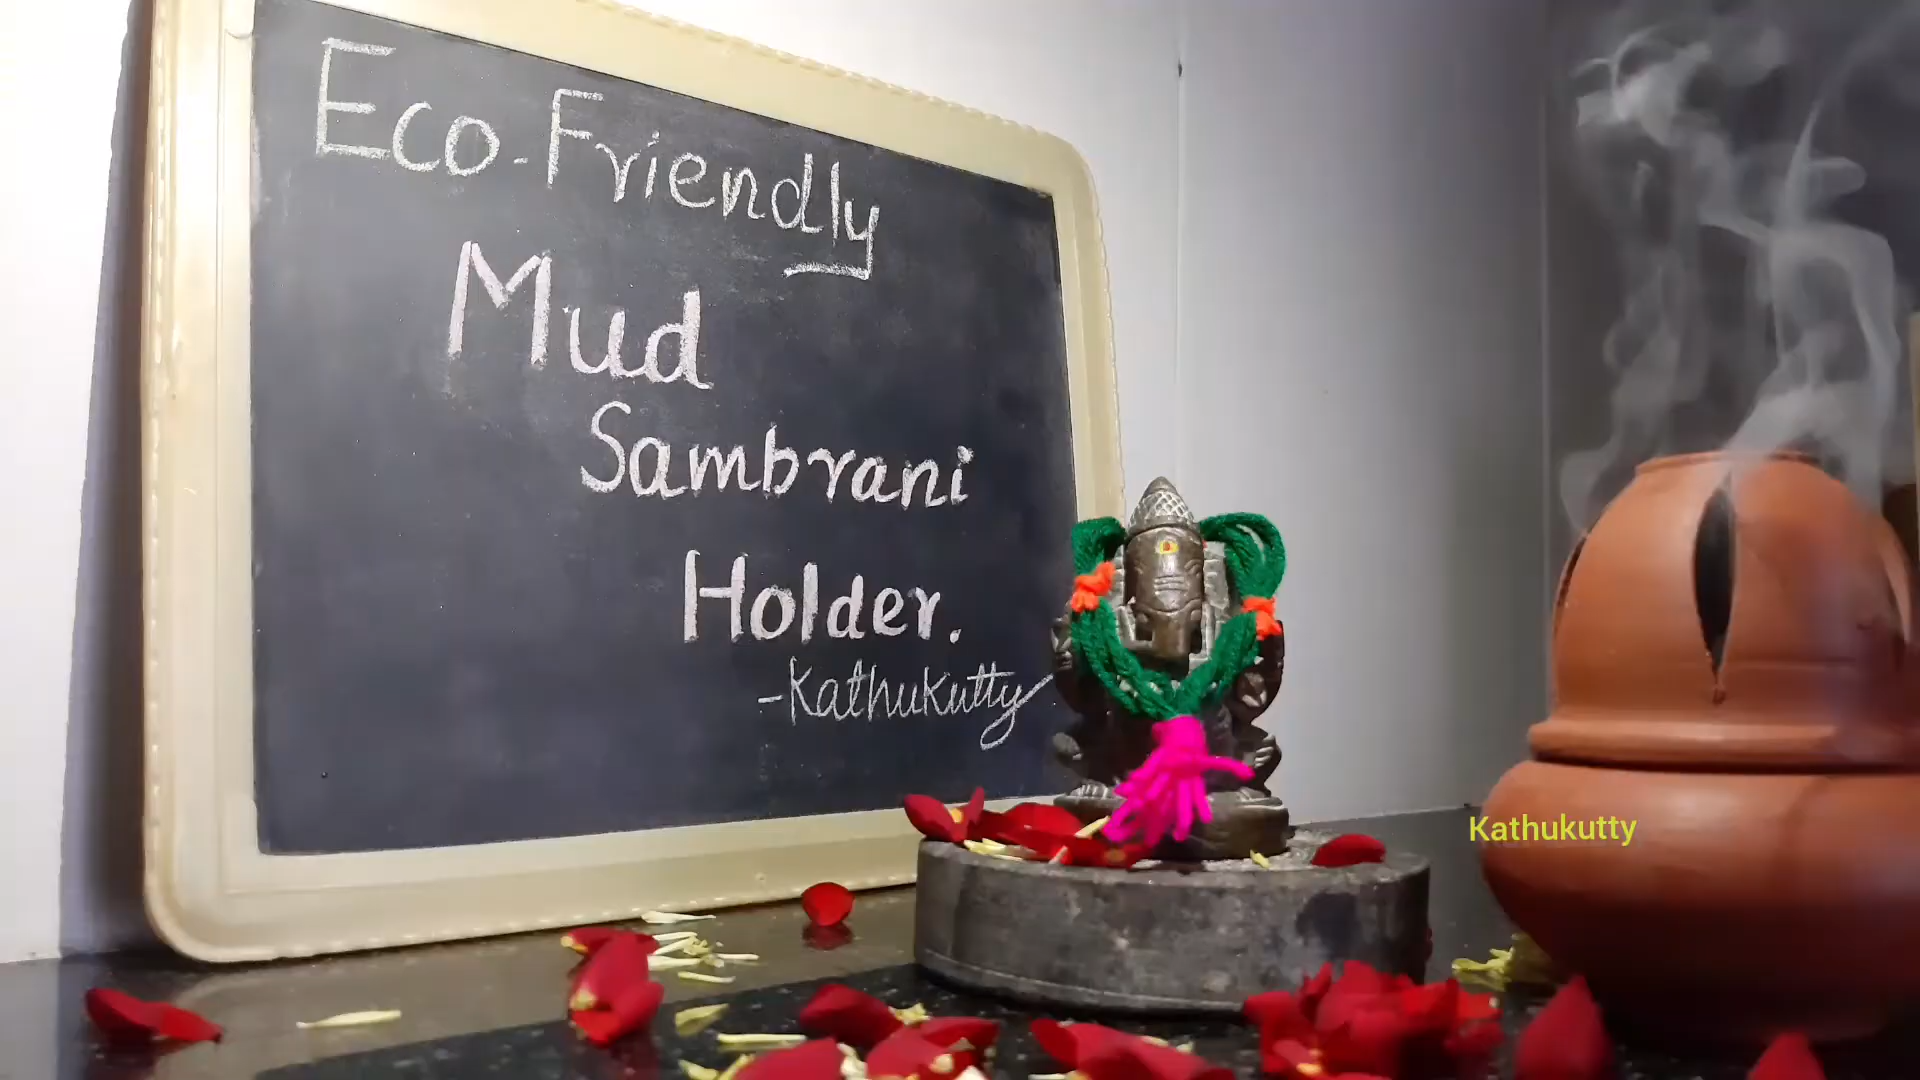 Eco-Friendly
Mud
Sambrani
Holder.
-Kathukutty
Kathukutty